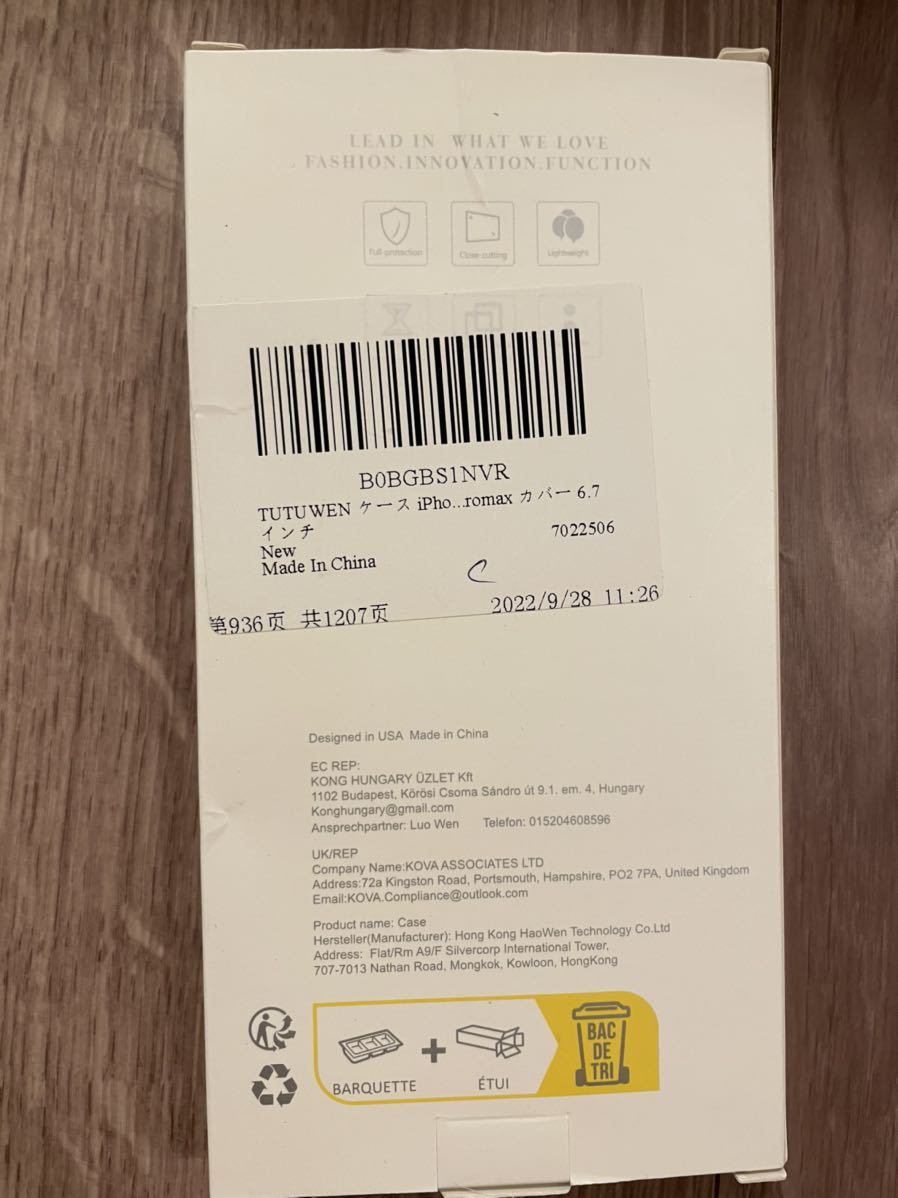 LEAD IN WHAT WE LOVE
FASHION.INNOVATION.FUNCTION
Full-protection
Close-cutting
Lightweight
B0BGBS1NVR
TUTUWEN ケース iPho...romax カバー 6.7
インチ
7022506
New
Made In China
第936页 共1207页
2022/9/28 11:26
Designed in USA Made in China
EC REP:
KONG HUNGARY ÜZLET Kft
1102 Budapest, Körösi Csoma Sándro út 9.1. em. 4, Hungary
Konghungary@gmail.com
Ansprechpartner: Luo Wen Telefon: 015204608596
UK/REP
Company Name:KOVA ASSOCIATES LTD
Address:72a Kingston Road, Portsmouth, Hampshire, PO2 7PA, United Kingdom
Email:KOVA.Compliance@outlook.com
Product name: Case
Hersteller(Manufacturer): Hong Kong HaoWen Technology Co.Ltd
Address: Flat/Rm A9/F Silvercorp International Tower,
707-7013 Nathan Road, Mongkok, Kowloon, HongKong
BARQUETTE
+
ÉTUI
BAC
DE
TRI